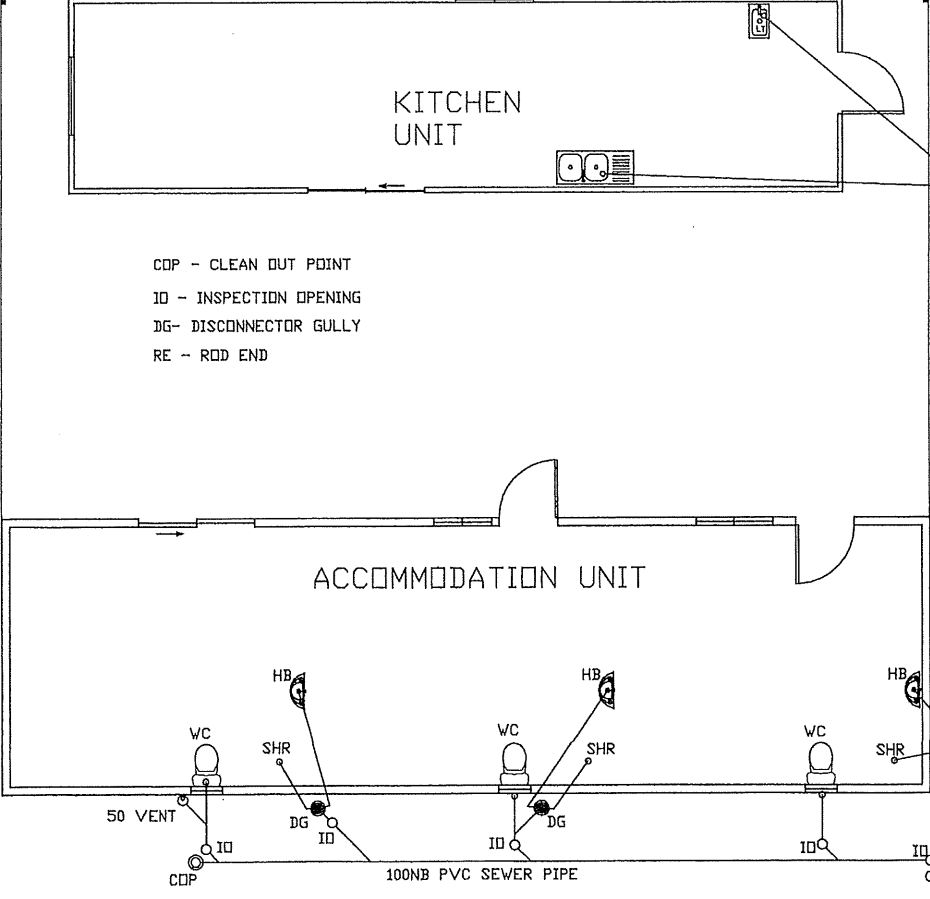 LT
KITCHEN
UNIT
COP - CLEAN OUT POINT
IO - INSPECTION OPENING
DG- DISCONNECTOR GULLY
RE - ROD END
ACCOMMODATION UNIT
HB
HB
HB
WC
WC
WC
SHR
SHR
SHR
50 VENT
DG
IO
DG
IO
IO
IO
IO
COP
100NB PVC SEWER PIPE